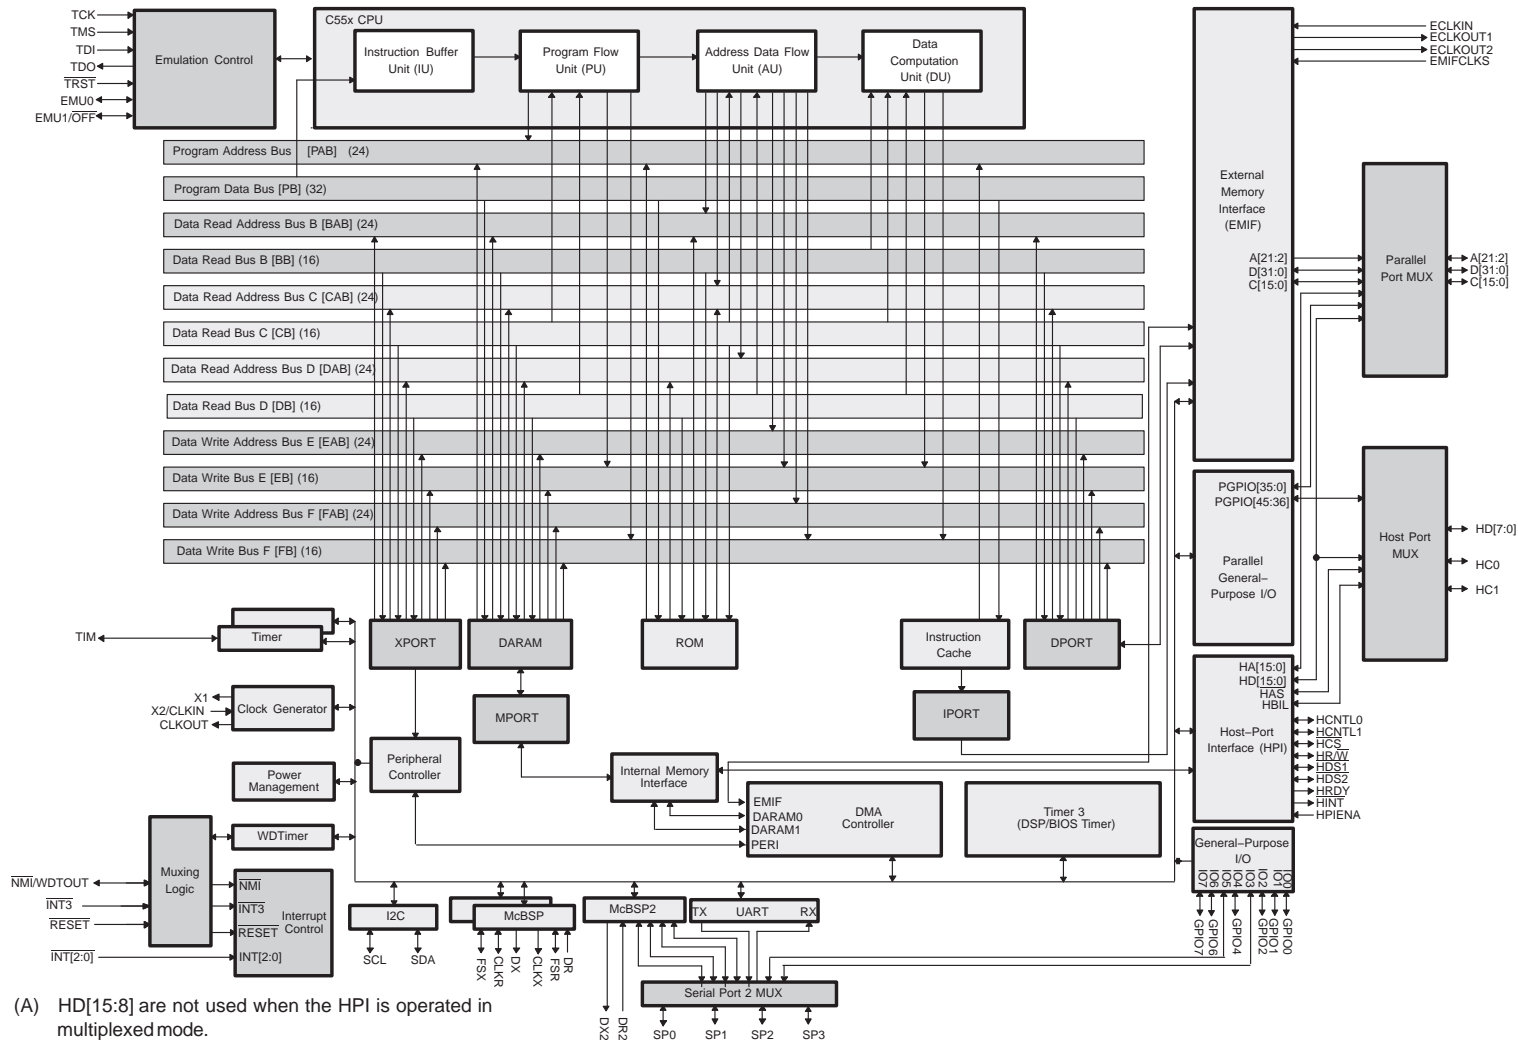 TCK
TMS
TDI
TDO
TRST
EMU0
EMU1/OFF
Emulation Control
C55x CPU
Instruction Buffer
Unit (IU)
Program Flow
Unit (PU)
Address Data Flow
Unit (AU)
Data
Computation
Unit (DU)
Program Address Bus [PAB] (24)
Program Data Bus [PB] (32)
Data Read Address Bus B [BAB] (24)
Data Read Bus B [BB] (16)
Data Read Address Bus C [CAB] (24)
Data Read Bus C [CB] (16)
Data Read Address Bus D [DAB] (24)
Data Read Bus D [DB] (16)
Data Write Address Bus E [EAB] (24)
Data Write Bus E [EB] (16)
Data Write Address Bus F [FAB] (24)
Data Write Bus F [FB] (16)
External
Memory
Interface
(EMIF)
A[21:2]
D[31:0]
C[15:0]
ECLKIN
ECLKOUT1
ECLKOUT2
EMIFCLKS
Parallel
Port MUX
A[21:2]
D[31:0]
C[15:0]
PGPIO[35:0]
PGPIO[45:36]
Parallel
General–
Purpose I/O
Host Port
MUX
HD[7:0]
HC0
HC1
HA[15:0]
HD[15:0]
HAS
HBIL
Host–Port
Interface (HPI)
HCNTL0
HCNTL1
HCS
HR/W
HDS1
HDS2
HRDY
HINT
HPIENA
TIM
Timer
XPORT
DARAM
ROM
Instruction
Cache
DPORT
X1
X2/CLKIN
CLKOUT
Clock Generator
MPORT
IPORT
Peripheral
Controller
Internal Memory
Interface
Power
Management
EMIF
DARAM0
DARAM1
PERI
DMA
Controller
Timer 3
(DSP/BIOS Timer)
WDTimer
Muxing
Logic
NMI/WDTOUT
INT3
RESET
INT[2:0]
NMI
INT3
RESET
INT[2:0]
Interrupt
Control
General–Purpose
I/O
IO7
IO6
IO5
IO4
IO3
IO2
IO1
IO0
GPIO7
GPIO6
GPIO4
GPIO2
GPIO1
GPIO0
I2C
SCL
SDA
McBSP
FSX
CLKR
DX
CLKX
FSR
DR
McBSP2
DX2
DR2
TX UART RX
Serial Port 2 MUX
SP0
SP1
SP2
SP3
(A) HD[15:8] are not used when the HPI is operated in
multiplexed mode.